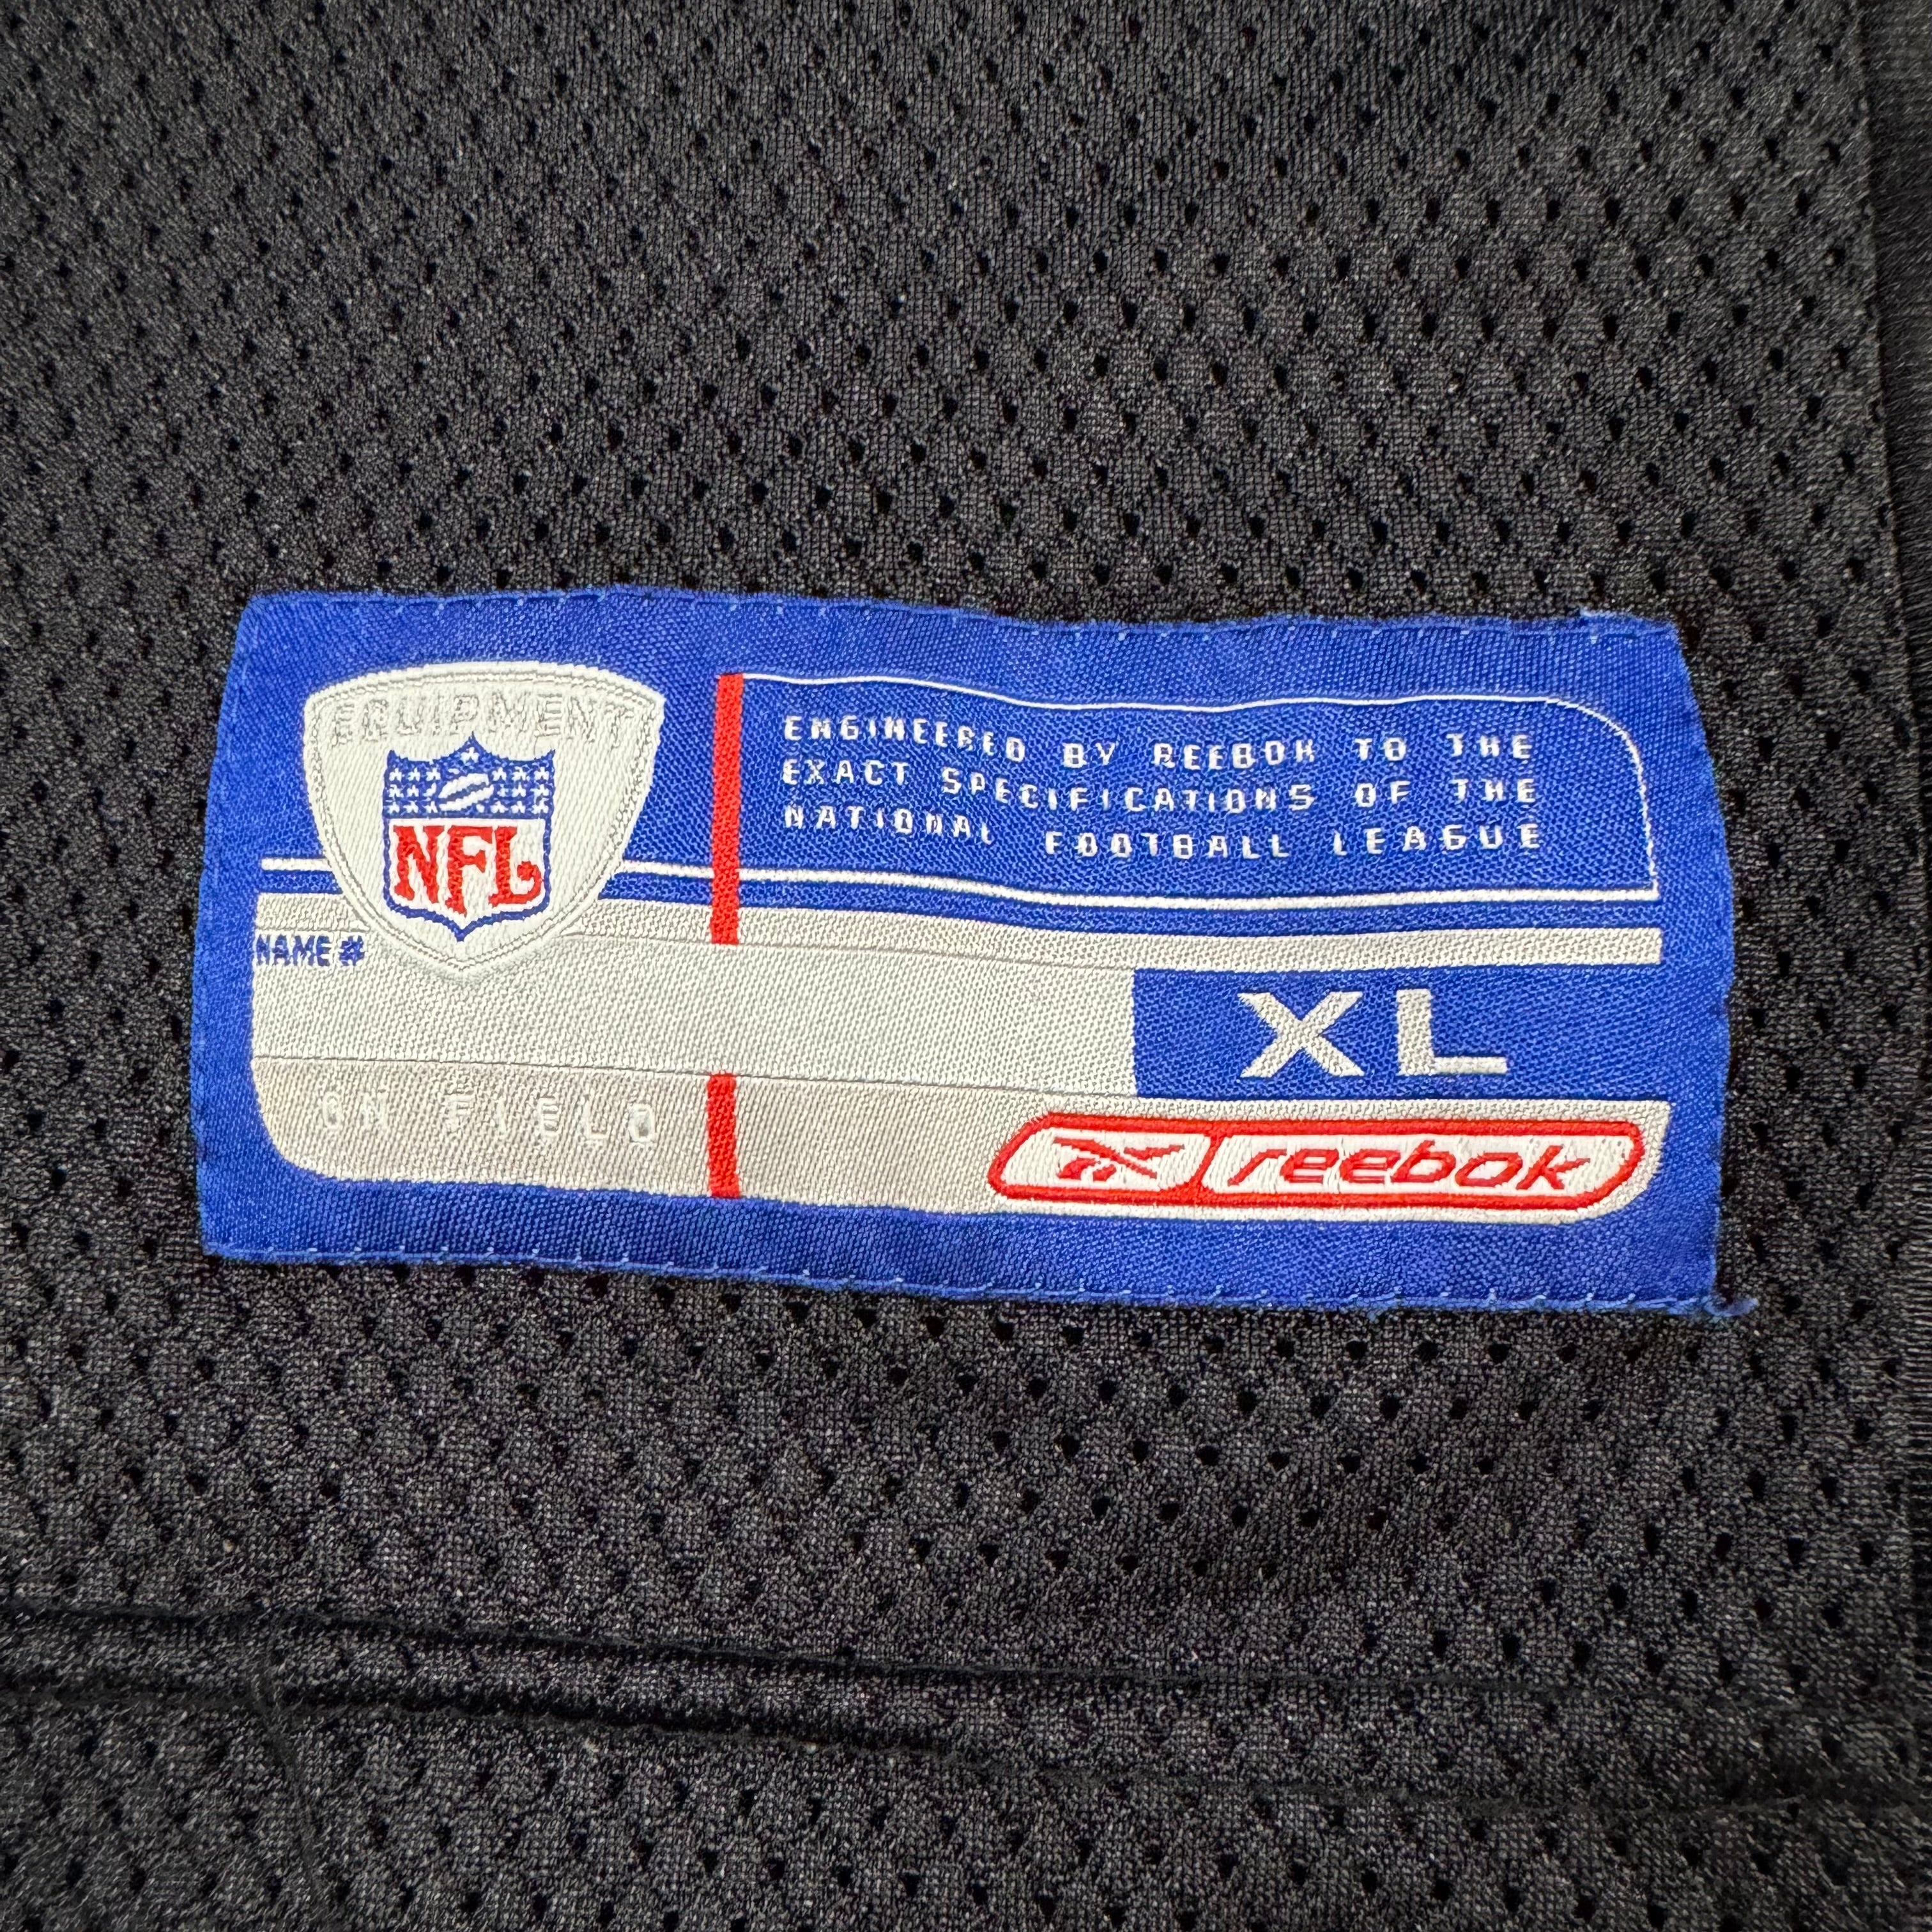 EQUIPMENT
NFL
ENGINEERED BY REEBOK TO THE
EXACT SPECIFICATIONS OF THE
NATIONAL FOOTBALL LEAGUE
NAME #
XL
ON FIELD
reebok